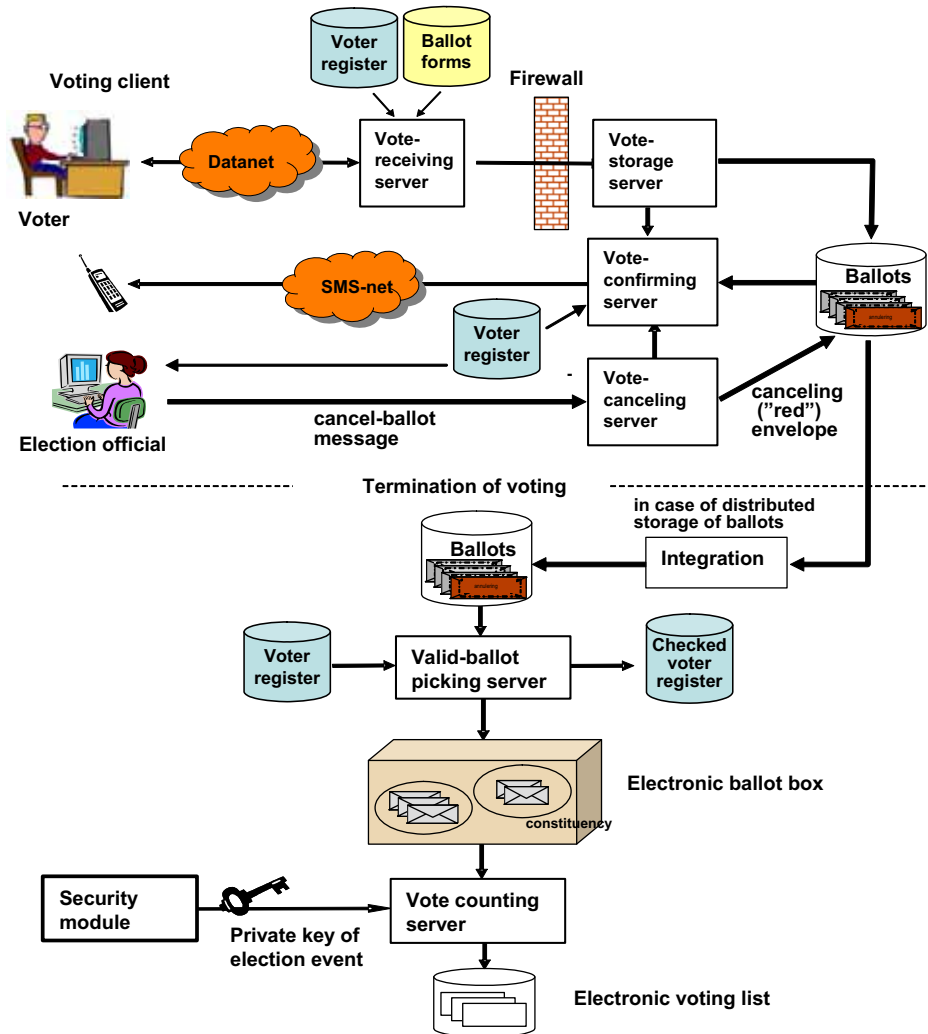 Voter
register
Ballot
forms
Voting client
Firewall
Datanet
Vote-
receiving
server
Vote-
storage
server
Voter
SMS-net
Vote-
confirming
server
Ballots
annulering
Voter
register
-
Vote-
canceling
server
canceling
(”red”)
envelope
Election official
cancel-ballot
message
Termination of voting
in case of distributed
storage of ballots
Ballots
annulering
Integration
Voter
register
Valid-ballot
picking server
Checked
voter
register
Electronic ballot box
constituency
Security
module
Private key of
election event
Vote counting
server
Electronic voting list